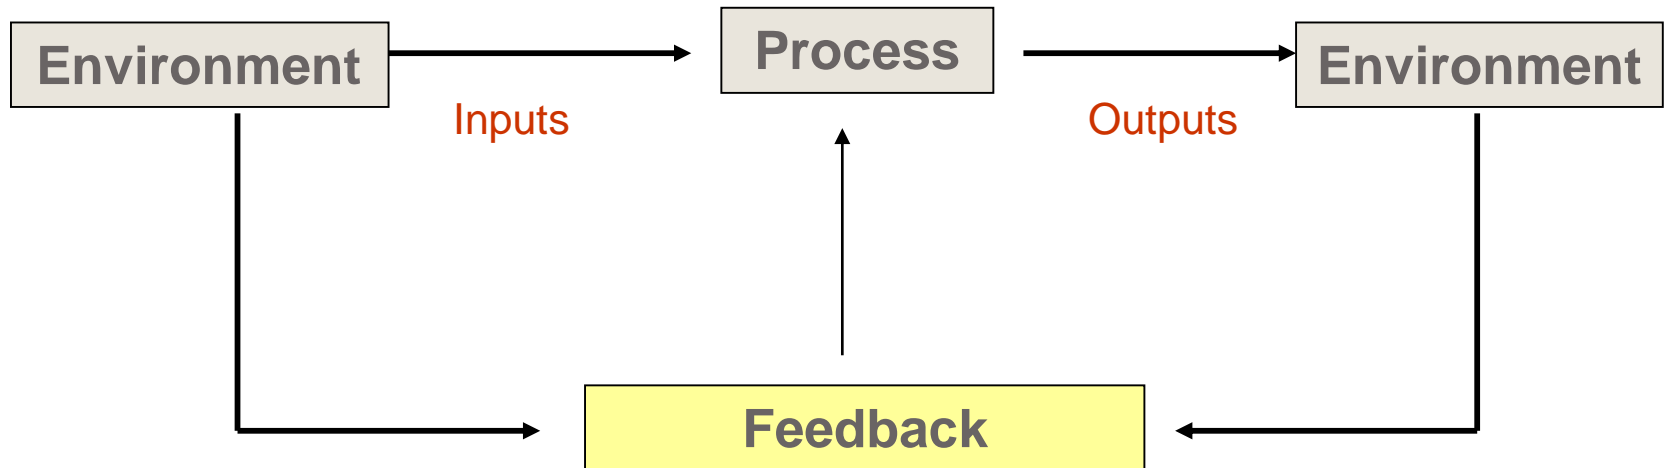 Environment
Process
Environment
Inputs
Outputs
Feedback